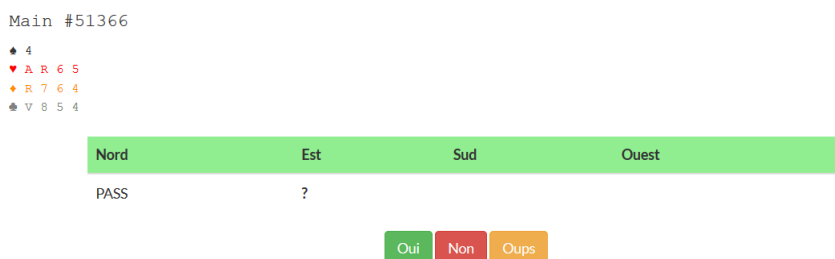 Main #51366
♠ 4
♥ A R 6 5
♦ R 7 6 4
♣ V 8 5 4
Nord Est Sud Ouest
PASS ?
Oui Non Oups